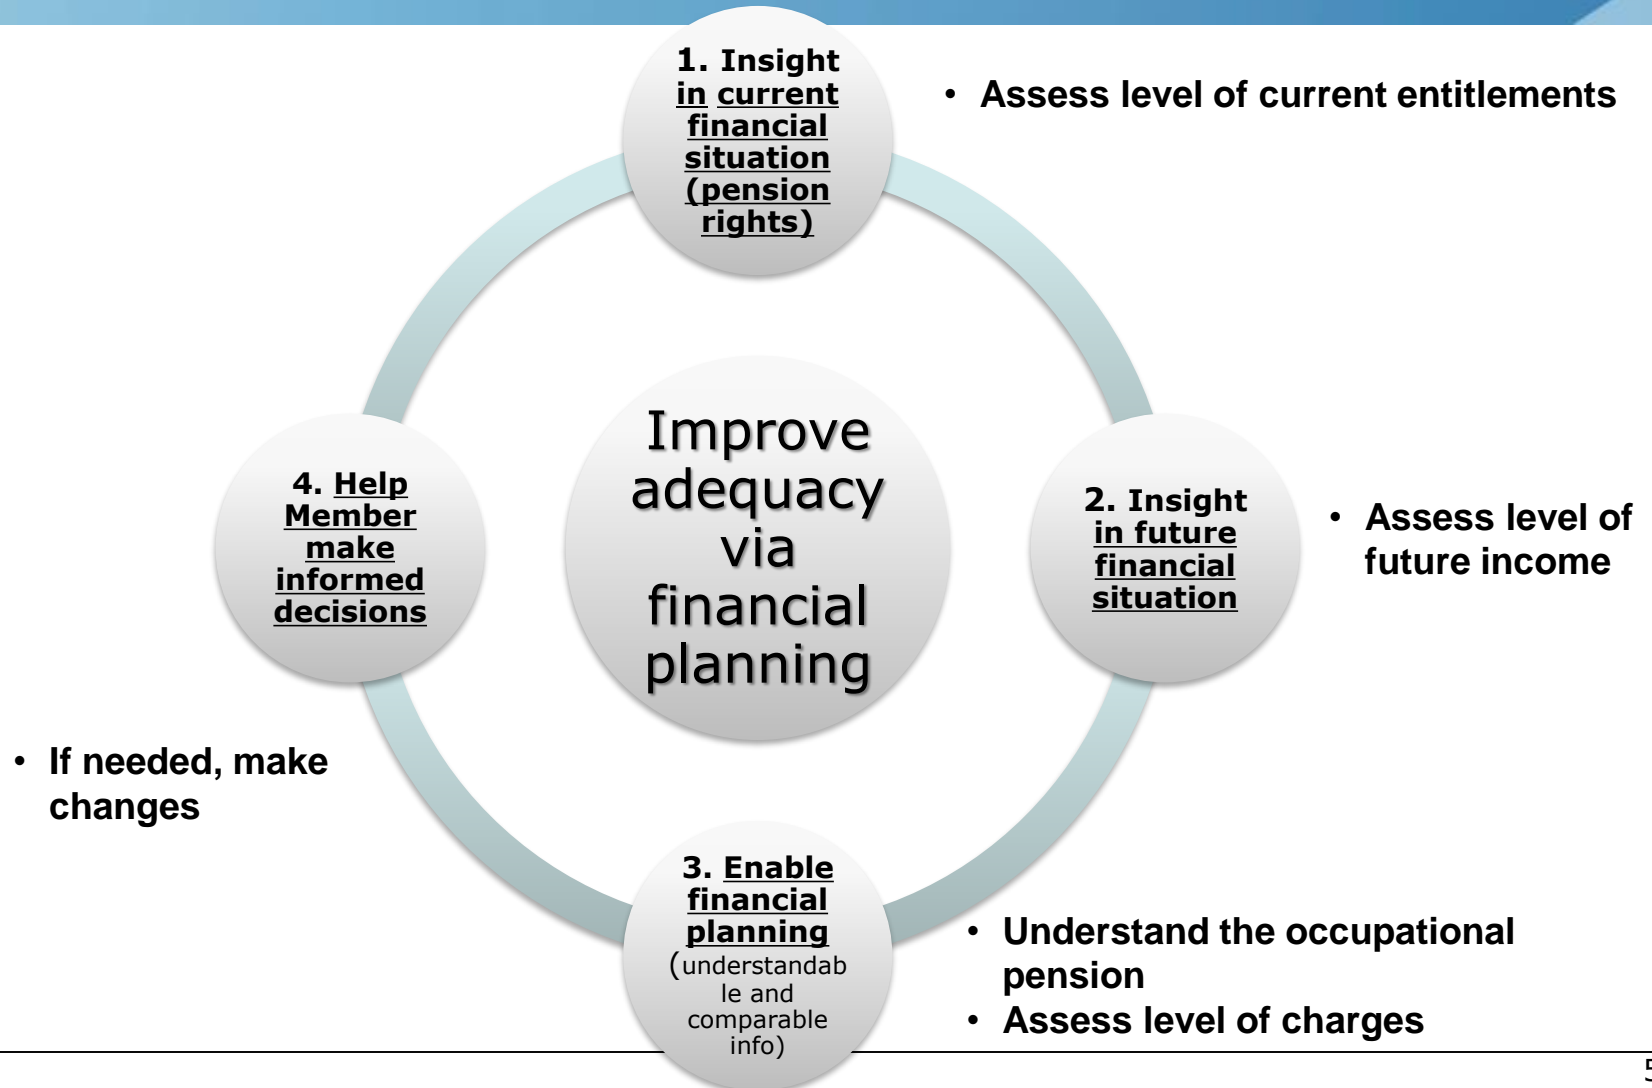 1. Insight
in current
financial
situation
(pension
rights)
• Assess level of current entitlements
Improve
adequacy
via
financial
planning
2. Insight
in future
financial
situation
• Assess level of
future income
3. Enable
financial
planning
(understandab
le and
comparable
info)
• Understand the occupational
pension
• Assess level of charges
4. Help
Member
make
informed
decisions
• If needed, make
changes
5